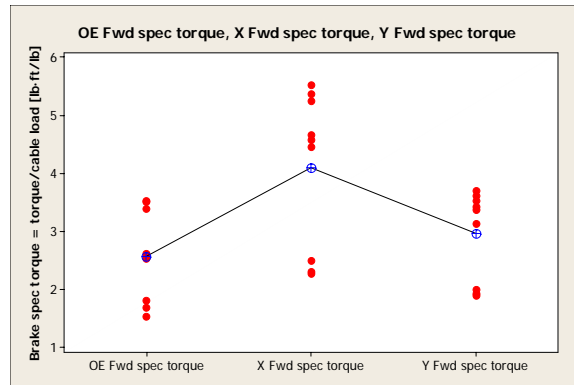 OE Fwd spec torque, X Fwd spec torque, Y Fwd spec torque
Brake spec torque = torque/cable load [lb·ft/lb]
6
5
4
3
2
1
OE Fwd spec torque
X Fwd spec torque
Y Fwd spec torque